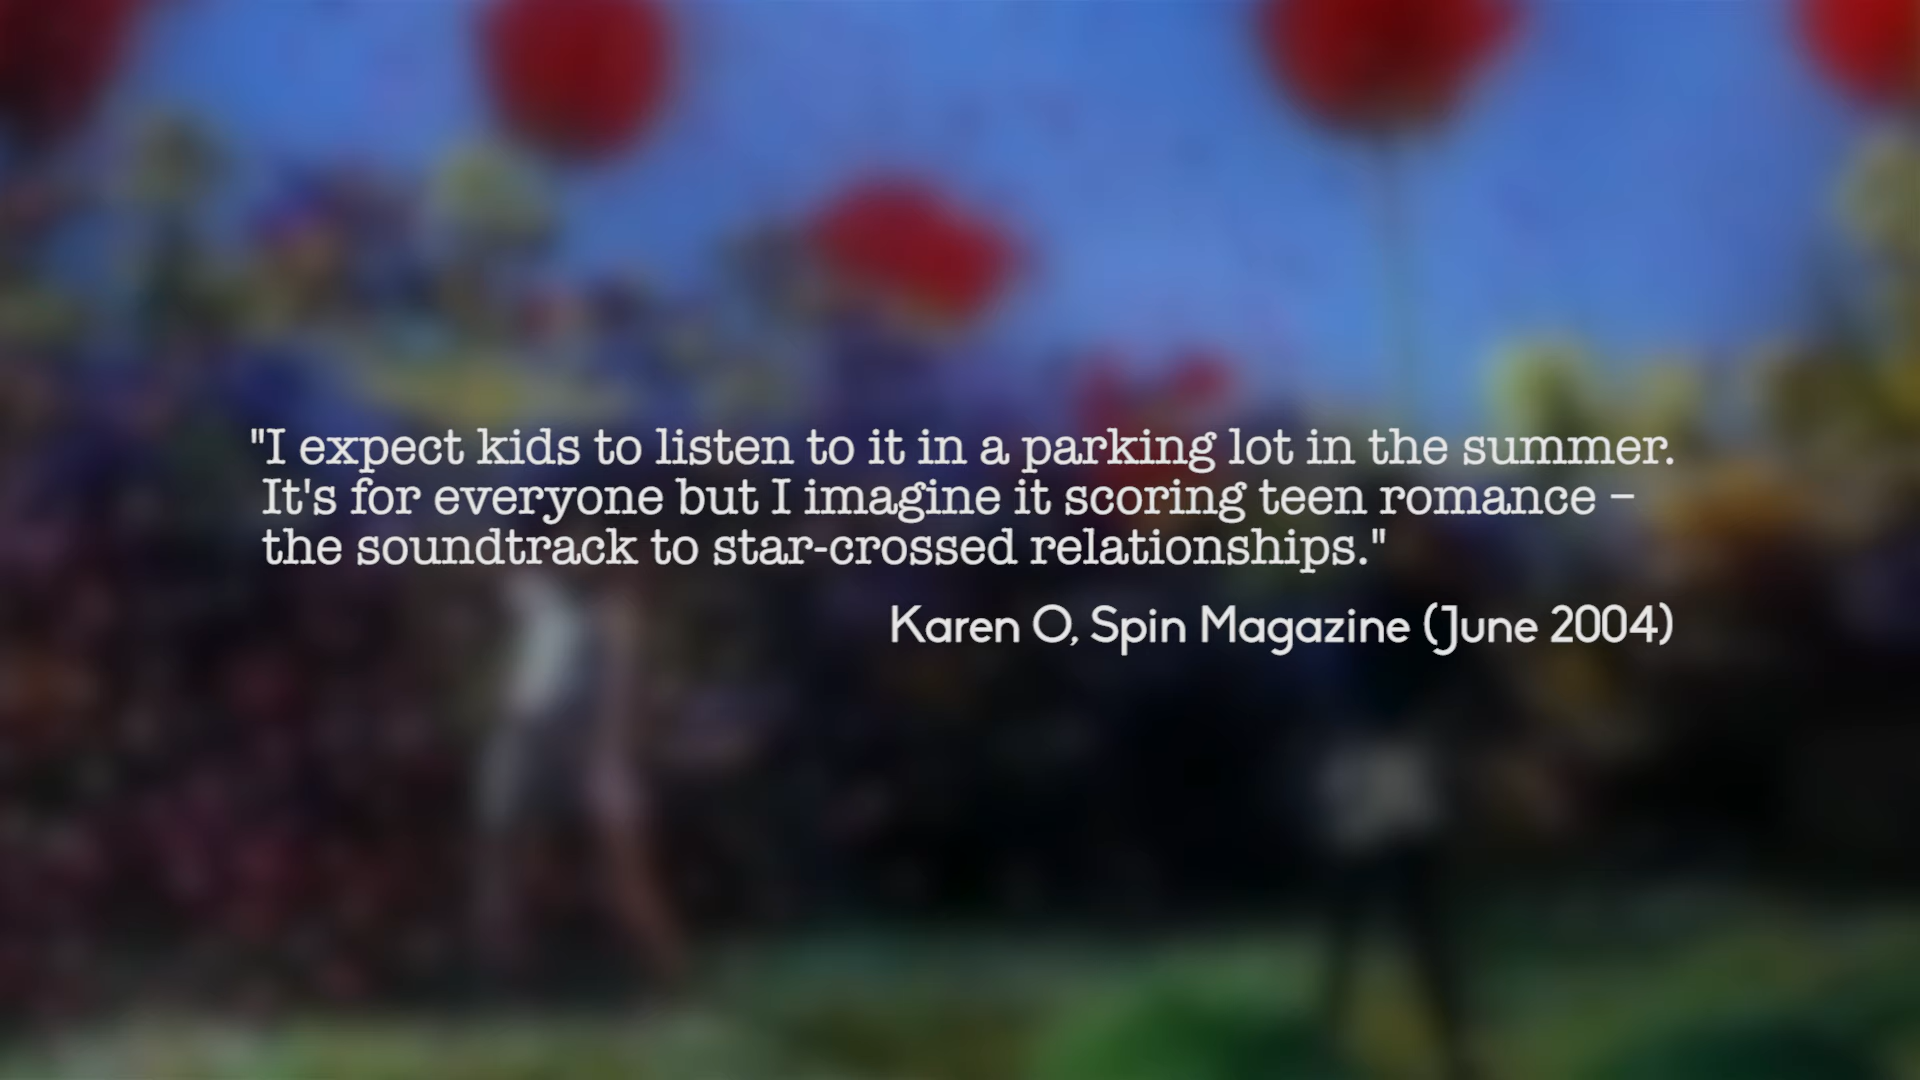 "I expect kids to listen to it in a parking lot in the summer.
It's for everyone but I imagine it scoring teen romance –
the soundtrack to star-crossed relationships."
Karen O, Spin Magazine (June 2004)